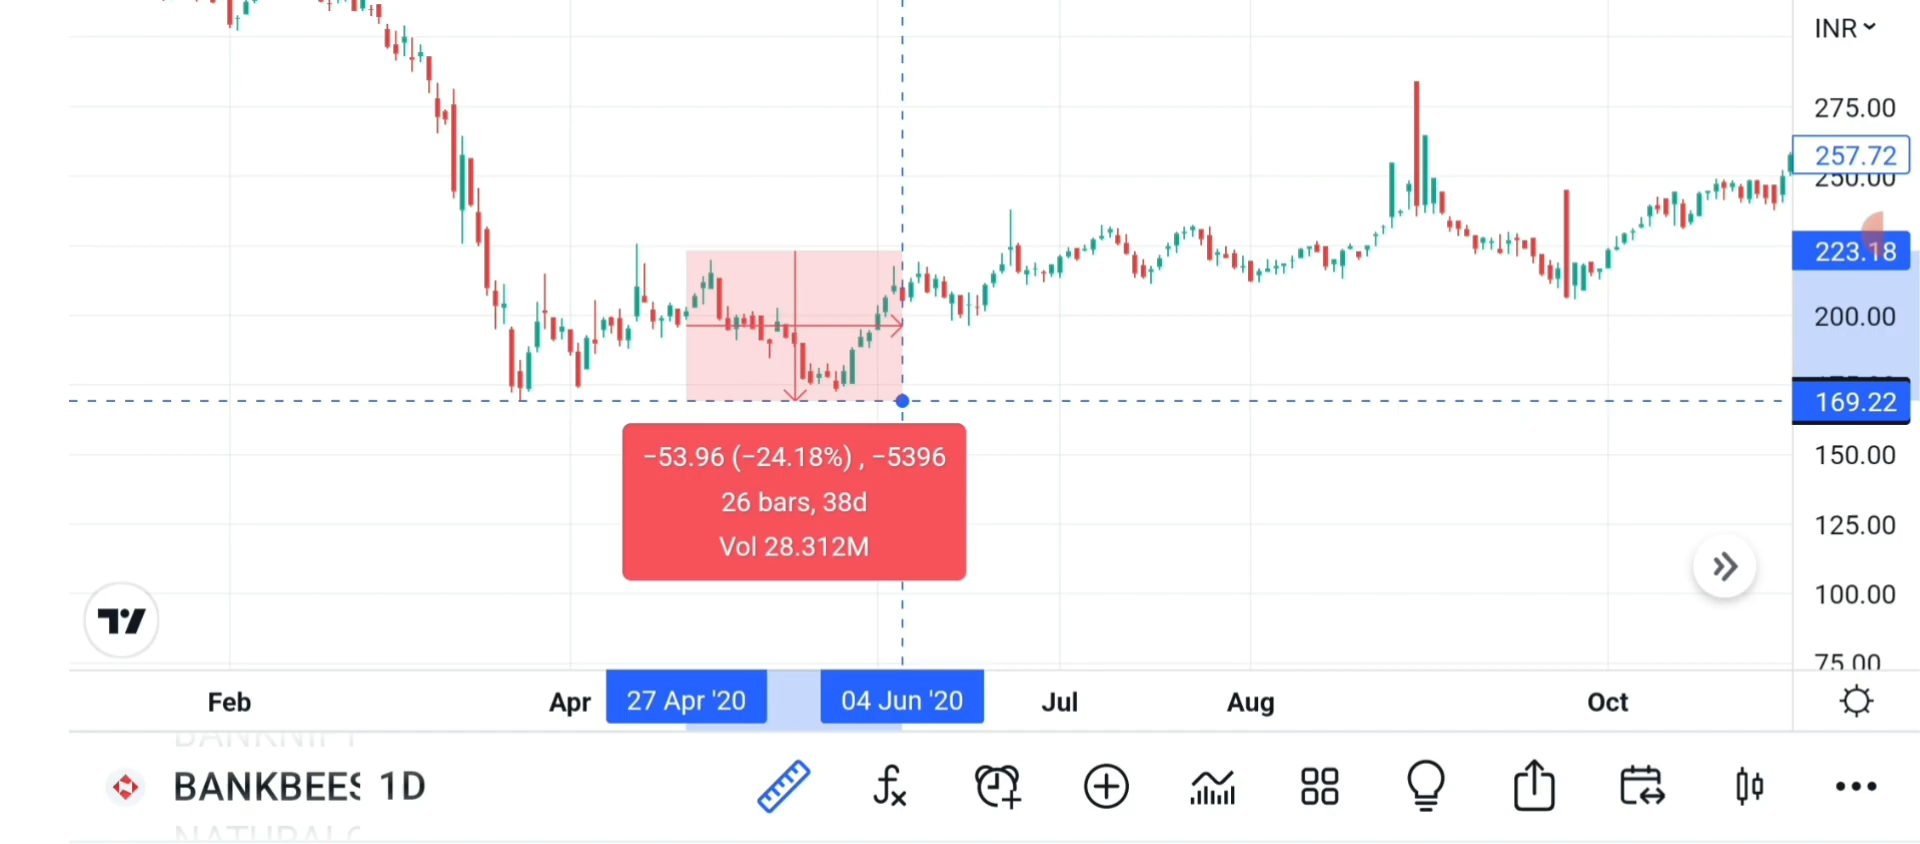 INR
275.00
257.72
250.00
223.18
200.00
169.22
−53.96 (−24.18%) , −5396
26 bars, 38d
Vol 28.312M
150.00
125.00
100.00
75.00
Feb
Apr
27 Apr '20
04 Jun '20
Jul
Aug
Oct
BANKBEES 1D